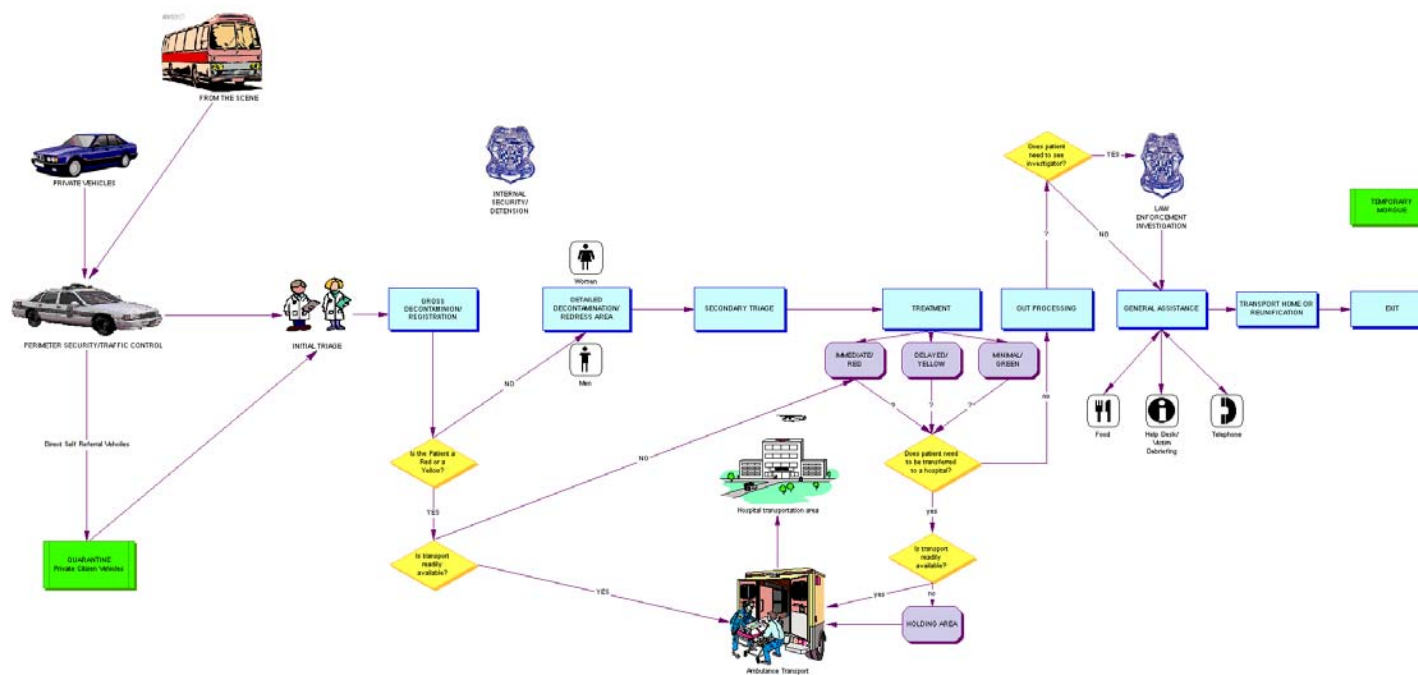 FROM THE SCENE
PRIVATE VEHICLES
INTERNAL
SECURITY/
DETENSION
Does patient
need to see
investigator?
YES
LAW
ENFORCEMENT
INVESTIGATION
TEMPORARY
MORGUE
?
NO
PERIMETER SECURITY/TRAFFIC CONTROL
INITIAL TRIAGE
GROSS
DECONTAMINION/
REGISTRATION
Women
DETAILED
DECONTAMINATION/
REDRESS AREA
Men
SECONDARY TRIAGE
TREATMENT
OUT PROCESSING
GENERAL ASSISTANCE
TRANSPORT HOME OR
REUNIFICATION
EXIT
IMMEDIATE/
RED
DELAYED/
YELLOW
MINIMAL/
GREEN
NO
no
?
?
?
Food
Help Desk/
Victim
Debriefing
Telephone
Direct Self Referral Vehicles
Is the Patient a
Red or a
Yellow?
NO
Does patient need
to be transferred
to a hospital?
Hospital transportation area
YES
yes
QUARANTINE
Private Citizen Vehicles
Is transport
readily
available?
Is transport
readily
available?
YES
yes
no
HOLDING AREA
Ambulance Transport